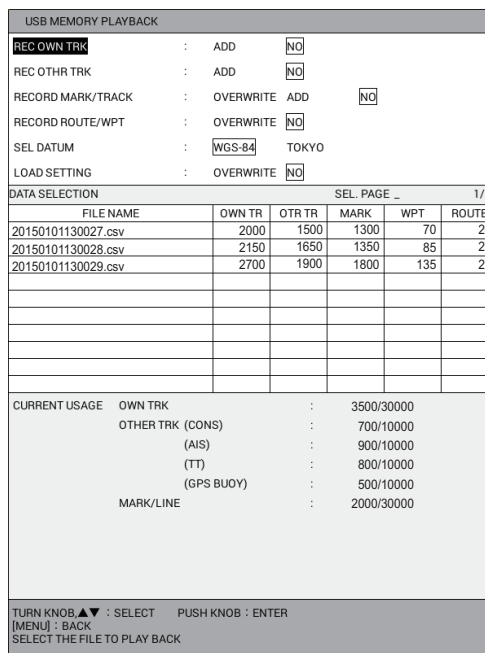 USB MEMORY PLAYBACK
REC OWN TRK : ADD NO
REC OTHR TRK : ADD NO
RECORD MARK/TRACK : OVERWRITE ADD NO
RECORD ROUTE/WPT : OVERWRITE NO
SEL DATUM : WGS-84 TOKYO
LOAD SETTING : OVERWRITE NO
DATA SELECTION SEL. PAGE _ 1/
FILE NAME OWN TR OTR TR MARK WPT ROUTE
20150101130027.csv 2000 1500 1300 70 2
20150101130028.csv 2150 1650 1350 85 2
20150101130029.csv 2700 1900 1800 135 2
CURRENT USAGE OWN TRK : 3500/30000
OTHER TRK (CONS) : 700/10000
(AIS) : 900/10000
(TT) : 800/10000
(GPS BUOY) : 500/10000
MARK/LINE : 2000/30000
TURN KNOB,▲▼ : SELECT PUSH KNOB : ENTER
[MENU] : BACK
SELECT THE FILE TO PLAY BACK